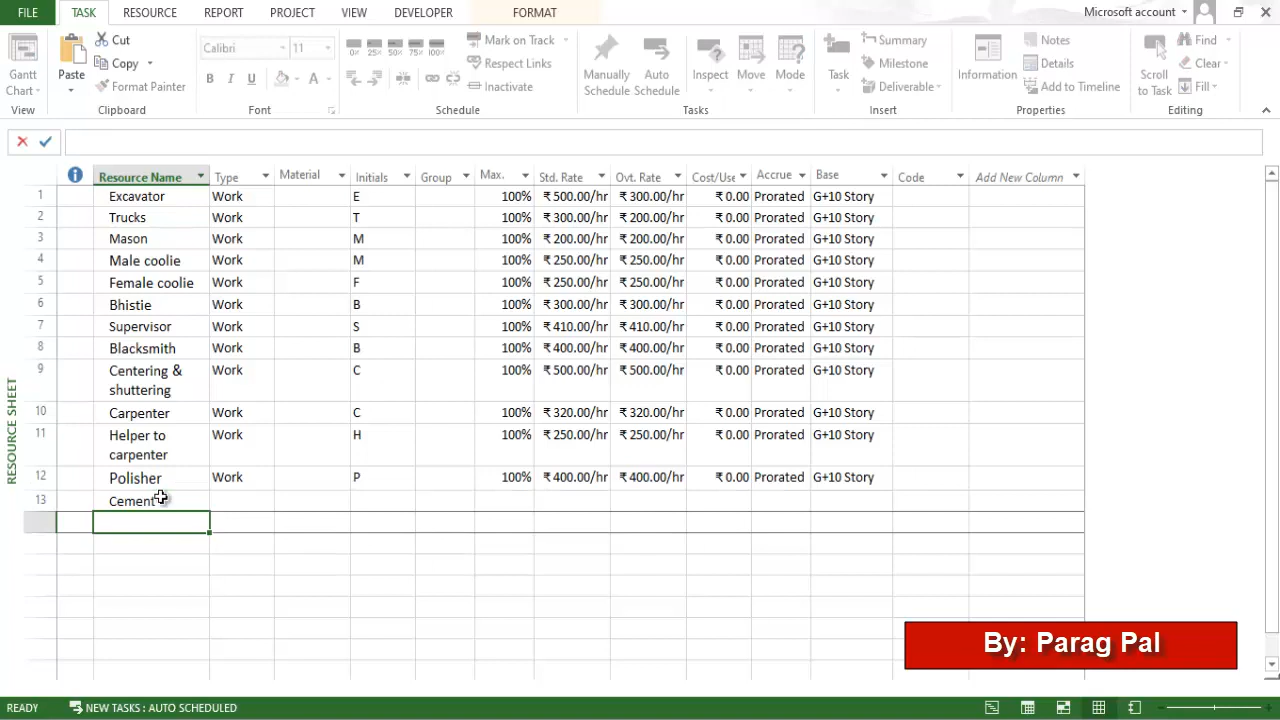 FILE TASK RESOURCE REPORT PROJECT VIEW DEVELOPER FORMAT Microsoft account
Gantt Chart
View
Paste
Cut
Copy
Format Painter
Clipboard
Calibri 11
B I U A
Font
0% 25% 50% 75% 100%
Mark on Track
Respect Links
Inactivate
Schedule
Manually Schedule
Auto Schedule
Inspect
Move
Mode
Tasks
Task
Summary
Milestone
Deliverable
Insert
Information
Notes
Details
Add to Timeline
Properties
Scroll to Task
Find
Clear
Fill
Editing
Resource Name Type Material Initials Group Max. Std. Rate Ovt. Rate Cost/Use Accrue Base Code Add New Column
1 Excavator Work E 100% ₹ 500.00/hr ₹ 300.00/hr ₹ 0.00 Prorated G+10 Story
2 Trucks Work T 100% ₹ 300.00/hr ₹ 200.00/hr ₹ 0.00 Prorated G+10 Story
3 Mason Work M 100% ₹ 200.00/hr ₹ 200.00/hr ₹ 0.00 Prorated G+10 Story
4 Male coolie Work M 100% ₹ 250.00/hr ₹ 250.00/hr ₹ 0.00 Prorated G+10 Story
5 Female coolie Work F 100% ₹ 250.00/hr ₹ 250.00/hr ₹ 0.00 Prorated G+10 Story
6 Bhistie Work B 100% ₹ 300.00/hr ₹ 300.00/hr ₹ 0.00 Prorated G+10 Story
7 Supervisor Work S 100% ₹ 410.00/hr ₹ 410.00/hr ₹ 0.00 Prorated G+10 Story
8 Blacksmith Work B 100% ₹ 400.00/hr ₹ 400.00/hr ₹ 0.00 Prorated G+10 Story
9 Centering & Work C 100% ₹ 500.00/hr ₹ 500.00/hr ₹ 0.00 Prorated G+10 Story
shuttering
10 Carpenter Work C 100% ₹ 320.00/hr ₹ 320.00/hr ₹ 0.00 Prorated G+10 Story
11 Helper to Work H 100% ₹ 250.00/hr ₹ 250.00/hr ₹ 0.00 Prorated G+10 Story
carpenter
12 Polisher Work P 100% ₹ 400.00/hr ₹ 400.00/hr ₹ 0.00 Prorated G+10 Story
13 Cement
RESOURCE SHEET
By: Parag Pal
READY NEW TASKS : AUTO SCHEDULED